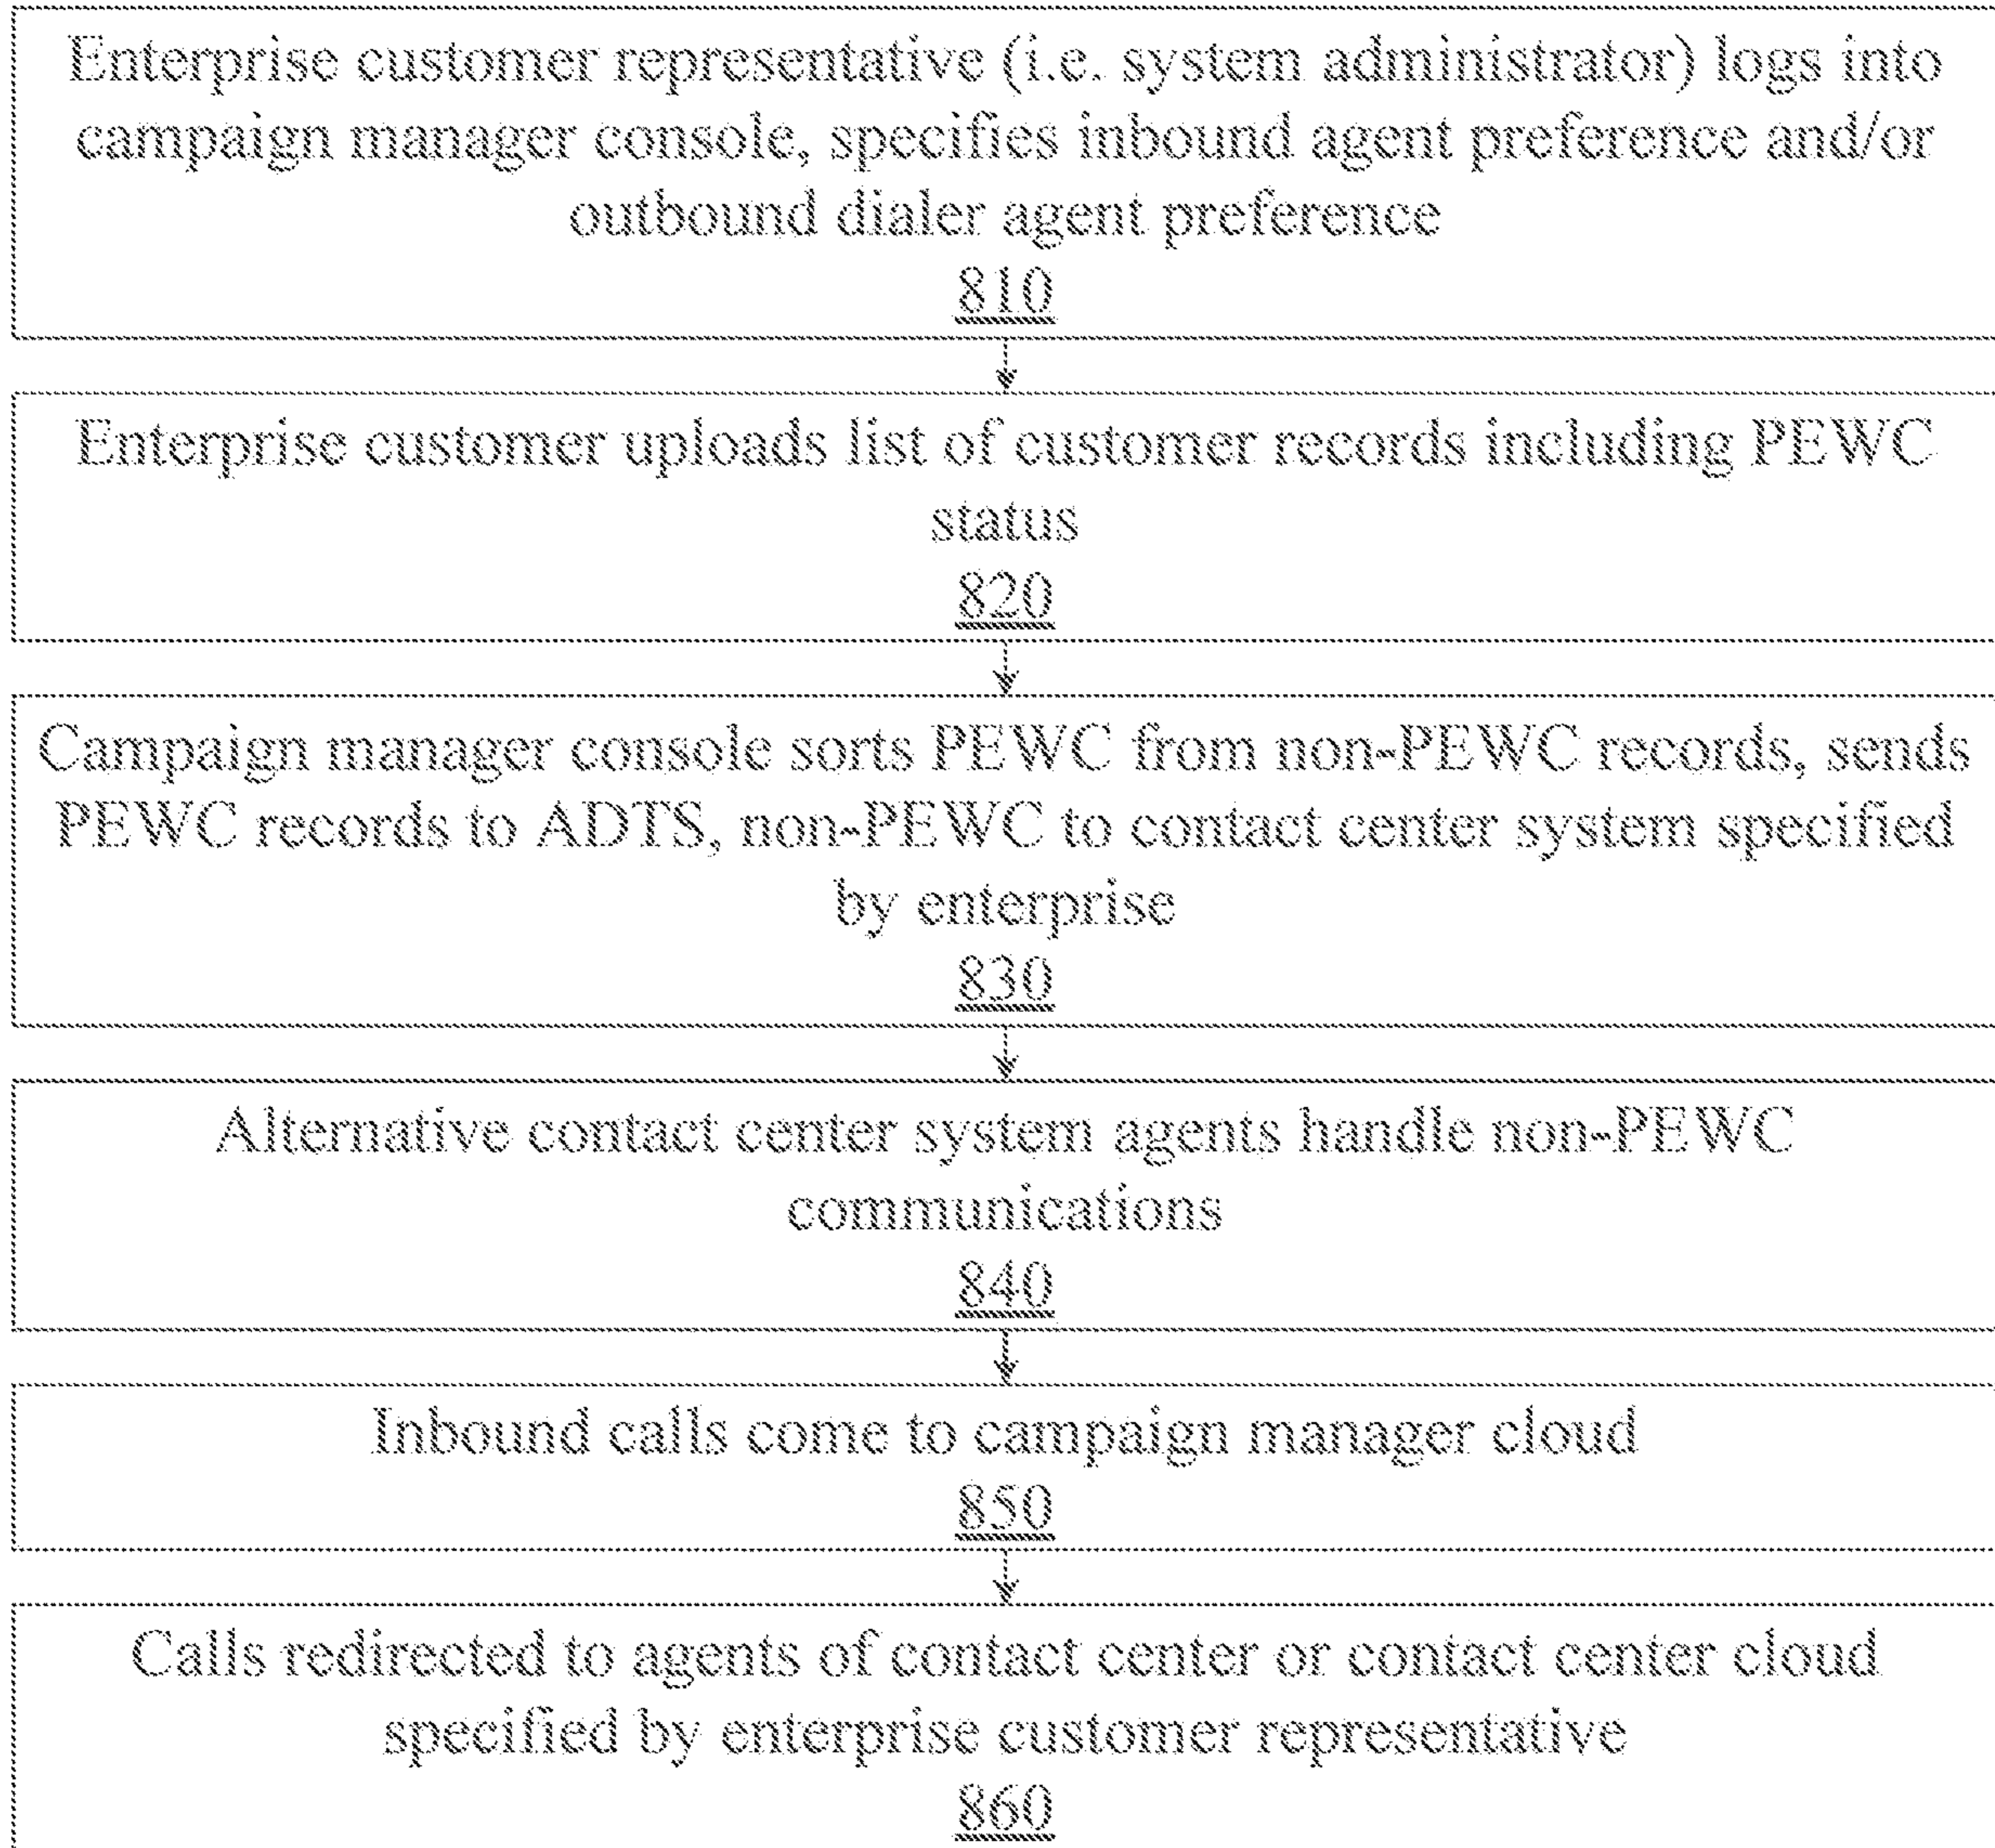 Enterprise customer representative (i.e. system administrator) logs into
campaign manager console, specifies inbound agent preference and/or
outbound dialer agent preference
810
Enterprise customer uploads list of customer records including PEWC
status
820
Campaign manager console sorts PEWC from non-PEWC records, sends
PEWC records to ADTS, non-PEWC to contact center system specified
by enterprise
830
Alternative contact center system agents handle non-PEWC
communications
840
Inbound calls come to campaign manager cloud
850
Calls redirected to agents of contact center or contact center cloud
specified by enterprise customer representative
860